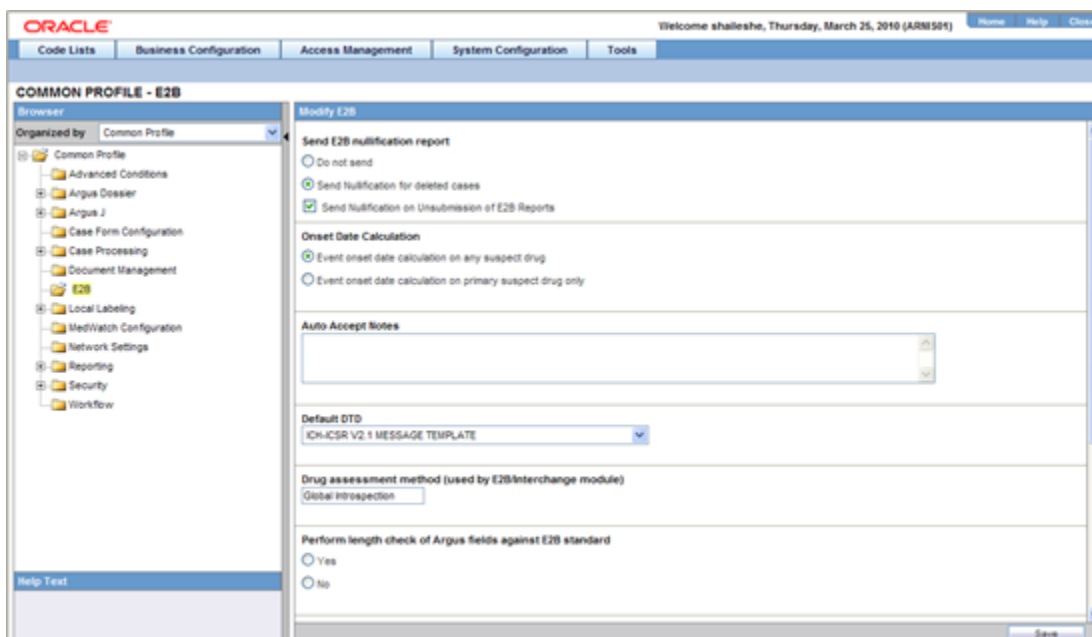 ORACLE
Welcome shaileshe, Thursday, March 25, 2010 (ARNIS01)
Home Help Close
Code Lists Business Configuration Access Management System Configuration Tools
COMMON PROFILE - E2B
Browser
Organized by Common Profile
Common Profile
Advanced Conditions
Argus Dossier
Argus J
Case Form Configuration
Case Processing
Document Management
E2B
Local Labeling
MedWatch Configuration
Network Settings
Reporting
Security
Workflow
Help Text
Modify E2B
Send E2B nullification report
Do not send
Send Nullification for deleted cases
Send Nullification on Unsubmission of E2B Reports
Onset Date Calculation
Event onset date calculation on any suspect drug
Event onset date calculation on primary suspect drug only
Auto Accept Notes
Default DTD
ICH-ICSR V2.1 MESSAGE TEMPLATE
Drug assessment method (used by E2B/Interchange module)
Global Introspection
Perform length check of Argus fields against E2B standard
Yes
No
Save